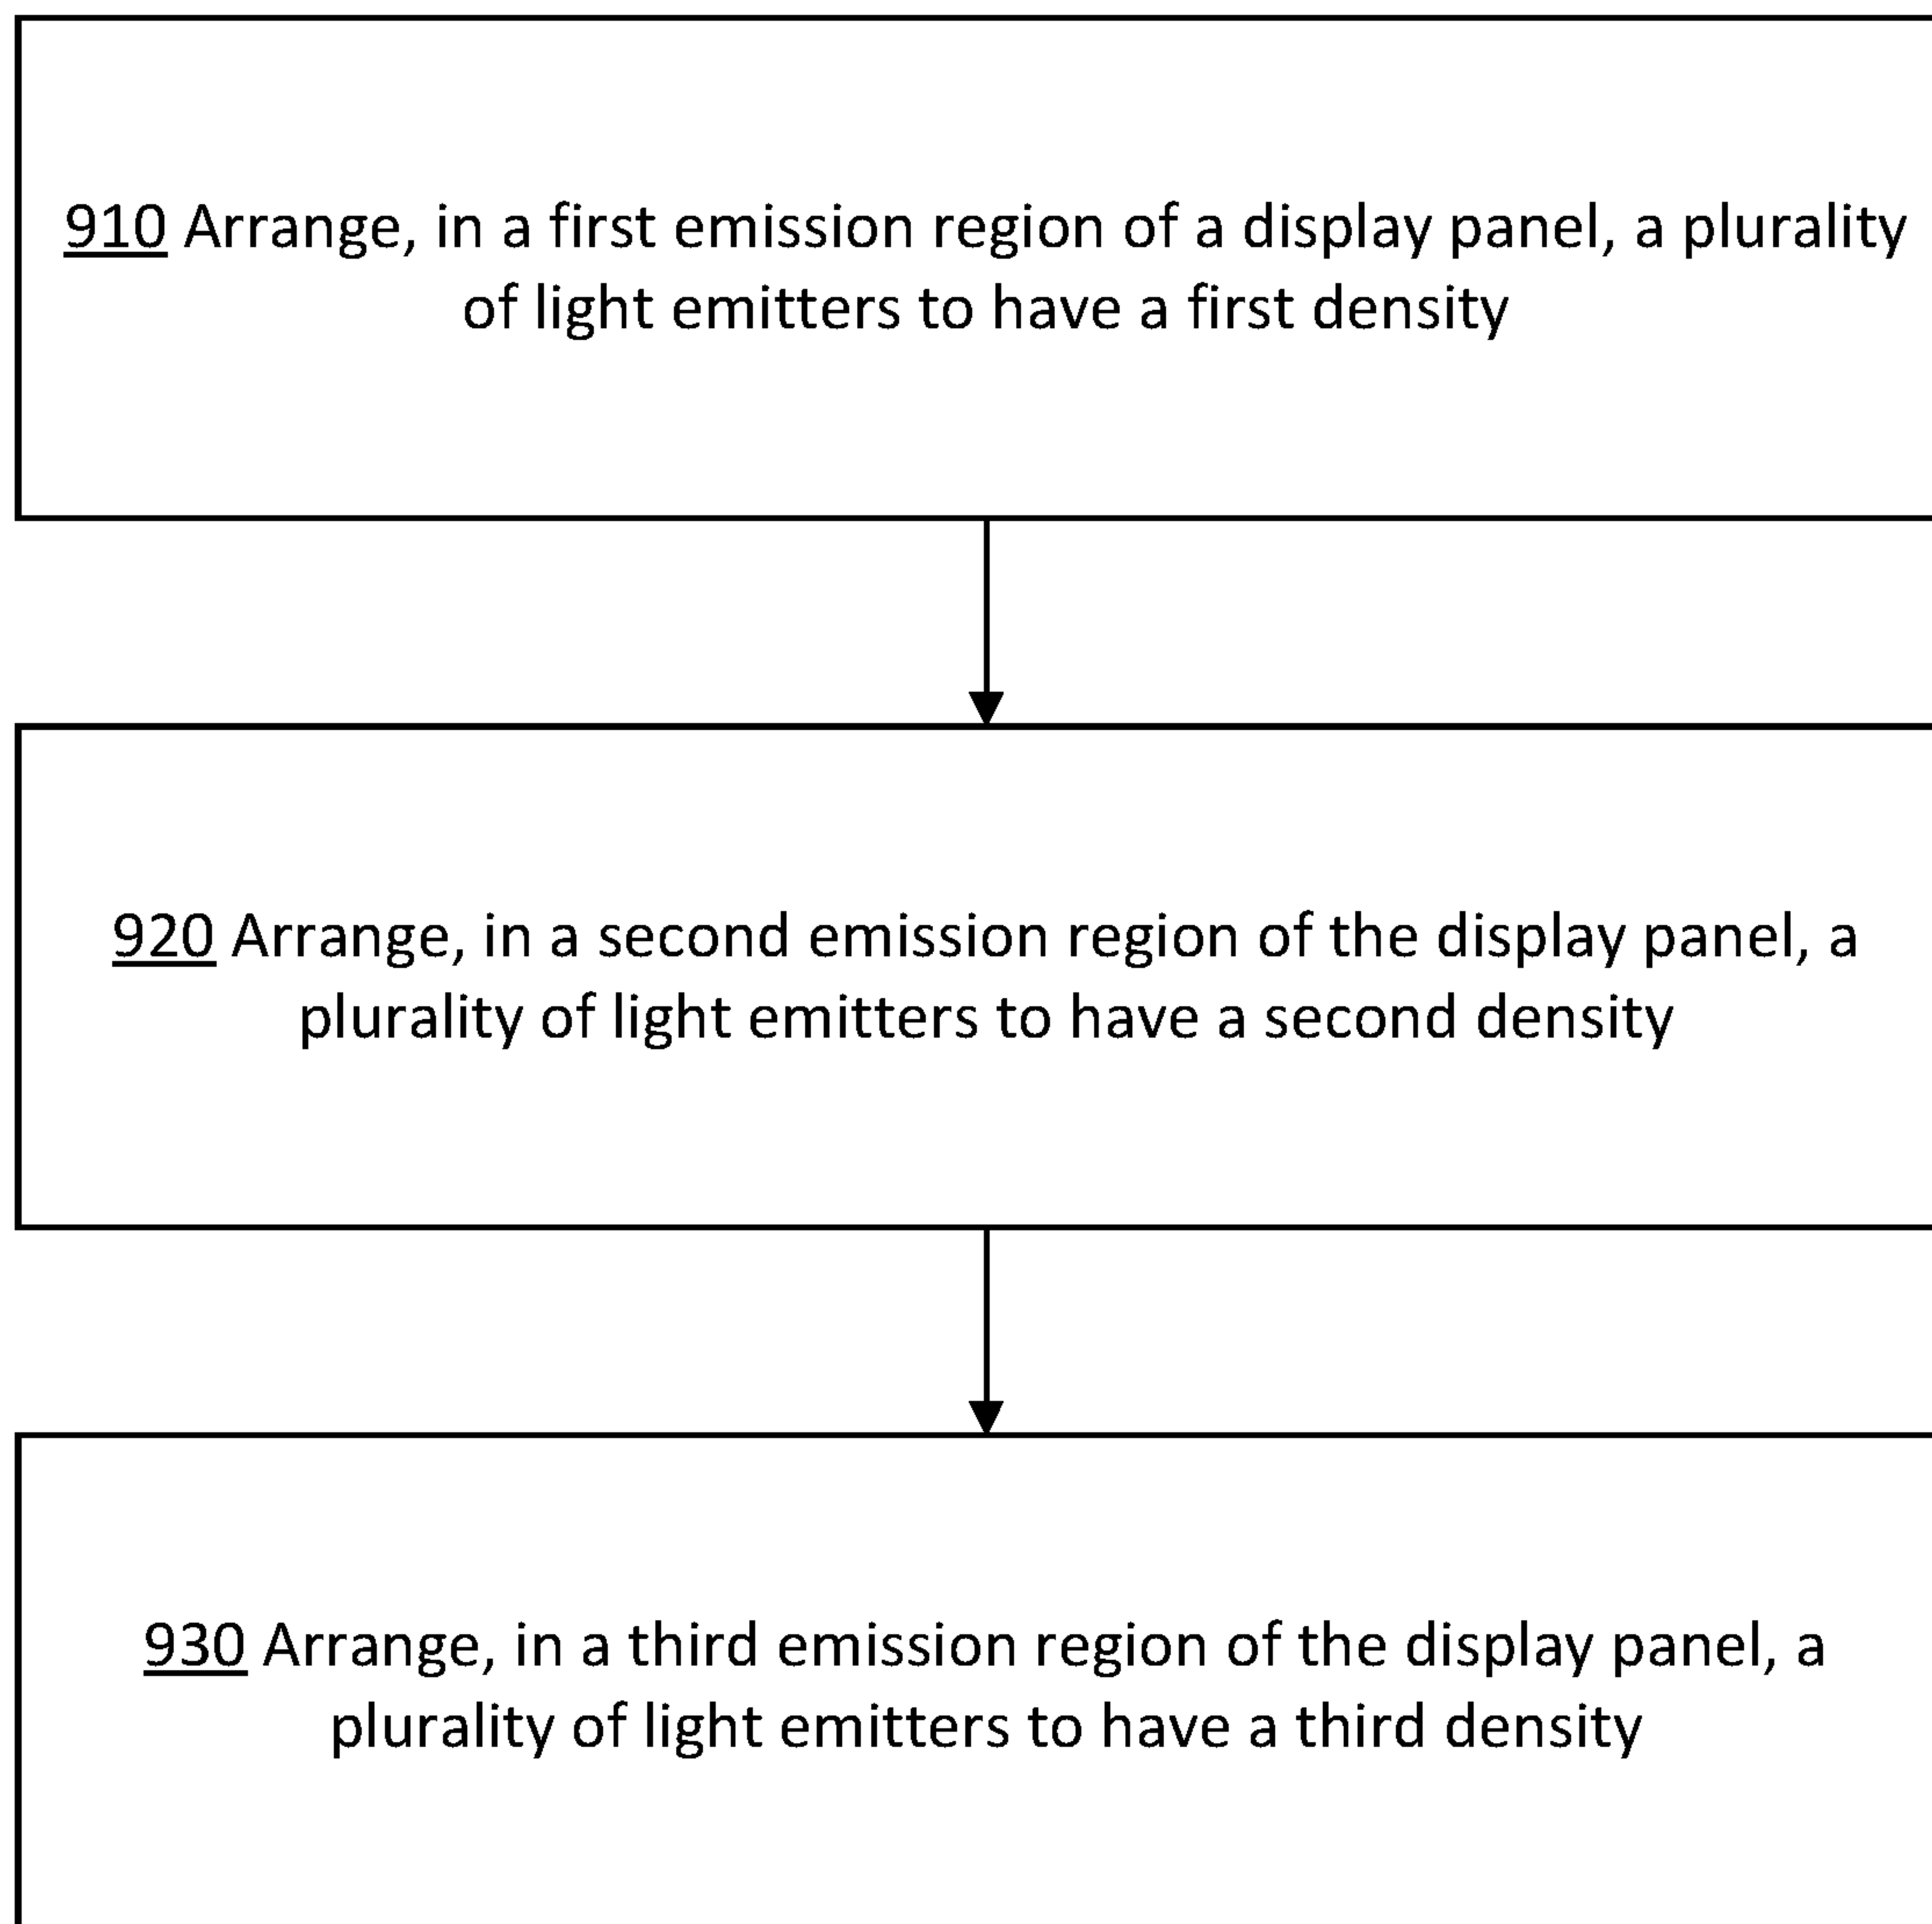 910 Arrange, in a first emission region of a display panel, a plurality
of light emitters to have a first density
920 Arrange, in a second emission region of the display panel, a
plurality of light emitters to have a second density
930 Arrange, in a third emission region of the display panel, a
plurality of light emitters to have a third density